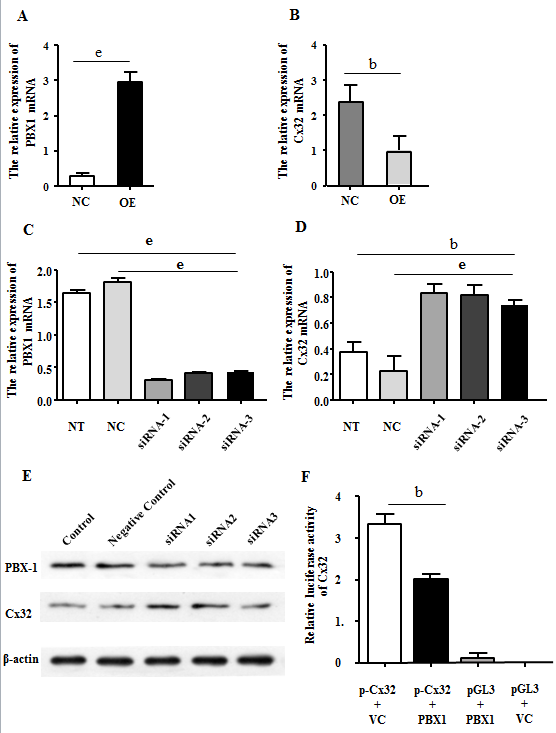 A
The relative expression of
PBX1 mRNA
4
3
2
1
0
e
NC
OE
B
The relative expression of
Cx32 mRNA
4
3
2
1
0
b
NC
OE
C
The relative expression of
PBX1 mRNA
2.0
1.5
1.0
0.5
0.0
e
e
NT
NC
siRNA-1
siRNA-2
siRNA-3
D
The relative expression of
Cx32 mRNA
1.0
0.8
0.6
0.4
0.2
0.0
b
e
NT
NC
siRNA-1
siRNA-2
siRNA-3
E
Control
Negative Control
siRNA1
siRNA2
siRNA3
PBX-1
Cx32
β-actin
F
Relative luciferase activity
of Cx32
4
3.
2.
1.
0
b
p-Cx32 p-Cx32 pGL3 pGL3
+ + + +
VC PBX1 PBX1 VC